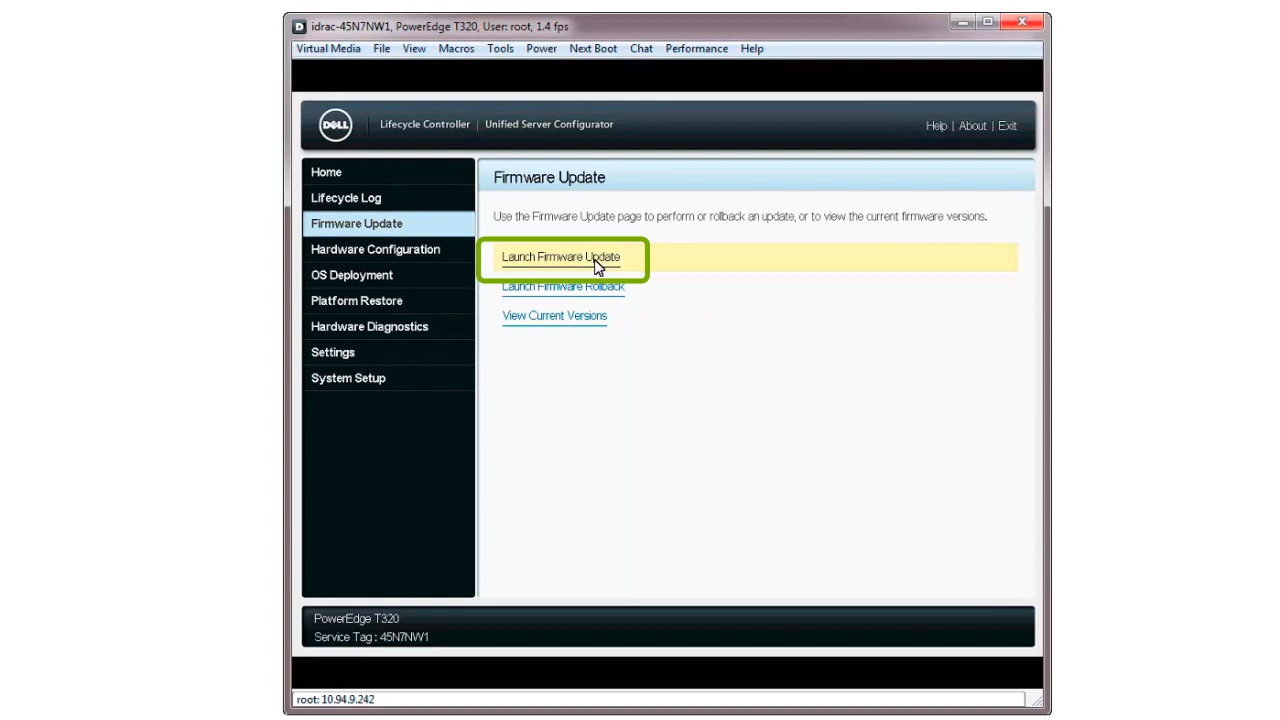 idrac-45N7NW1, PowerEdge T320, User: root, 1.4 fps
Virtual Media File View Macros Tools Power Next Boot Chat Performance Help
DELL Lifecycle Controller | Unified Server Configurator Help | About | Exit
Home
Lifecycle Log
Firmware Update
Hardware Configuration
OS Deployment
Platform Restore
Hardware Diagnostics
Settings
System Setup
Firmware Update
Use the Firmware Update page to perform or rollback an update, or to view the current firmware versions.
Launch Firmware Update
Launch Firmware Rollback
View Current Versions
PowerEdge T320
Service Tag : 45N7NW1
root: 10.94.9.242